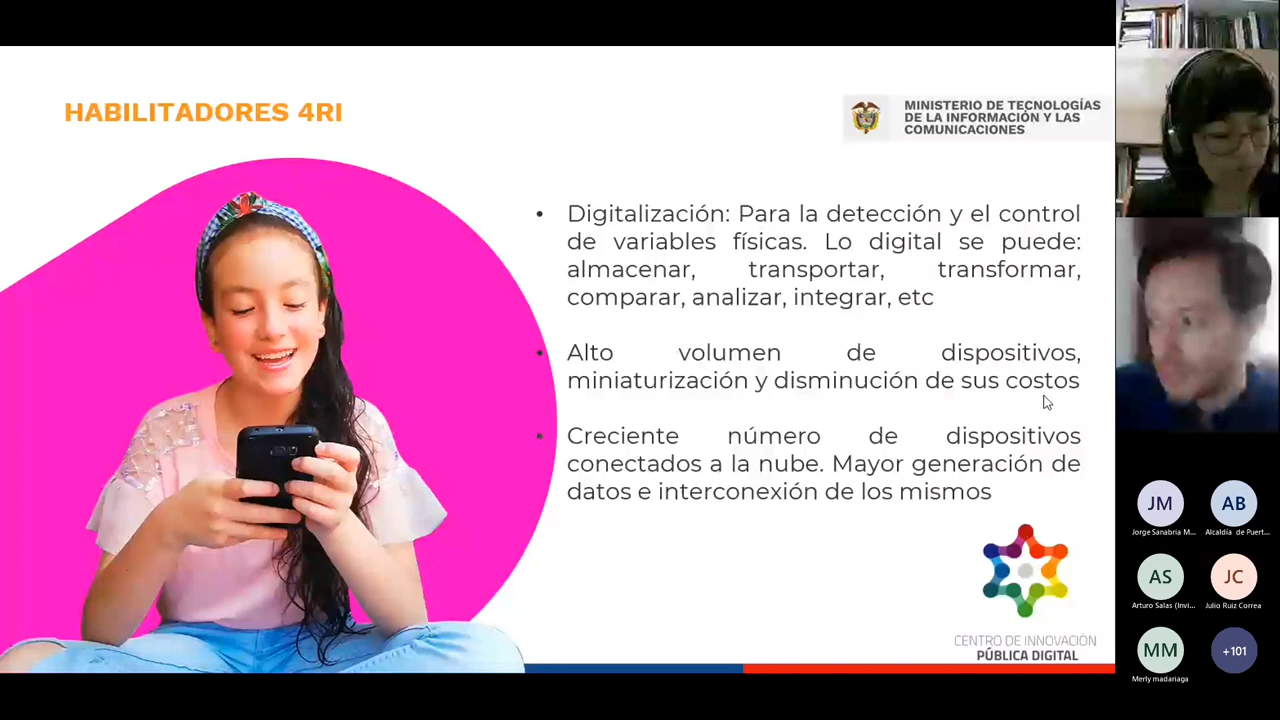 HABILITADORES 4RI
MINISTERIO DE TECNOLOGÍAS
DE LA INFORMACIÓN Y LAS
COMUNICACIONES
• Digitalización: Para la detección y el control
de variables físicas. Lo digital se puede:
almacenar, transportar, transformar,
comparar, analizar, integrar, etc
• Alto volumen de dispositivos,
miniaturización y disminución de sus costos
• Creciente número de dispositivos
conectados a la nube. Mayor generación de
datos e interconexión de los mismos
CENTRO DE INNOVACIÓN
PÚBLICA DIGITAL
JM
AB
Jorge Sanabria M...
Alcaldía de Puert...
AS
JC
Arturo Salas (Invi...
Julio Ruiz Correa
MM
+101
Merly madariaga